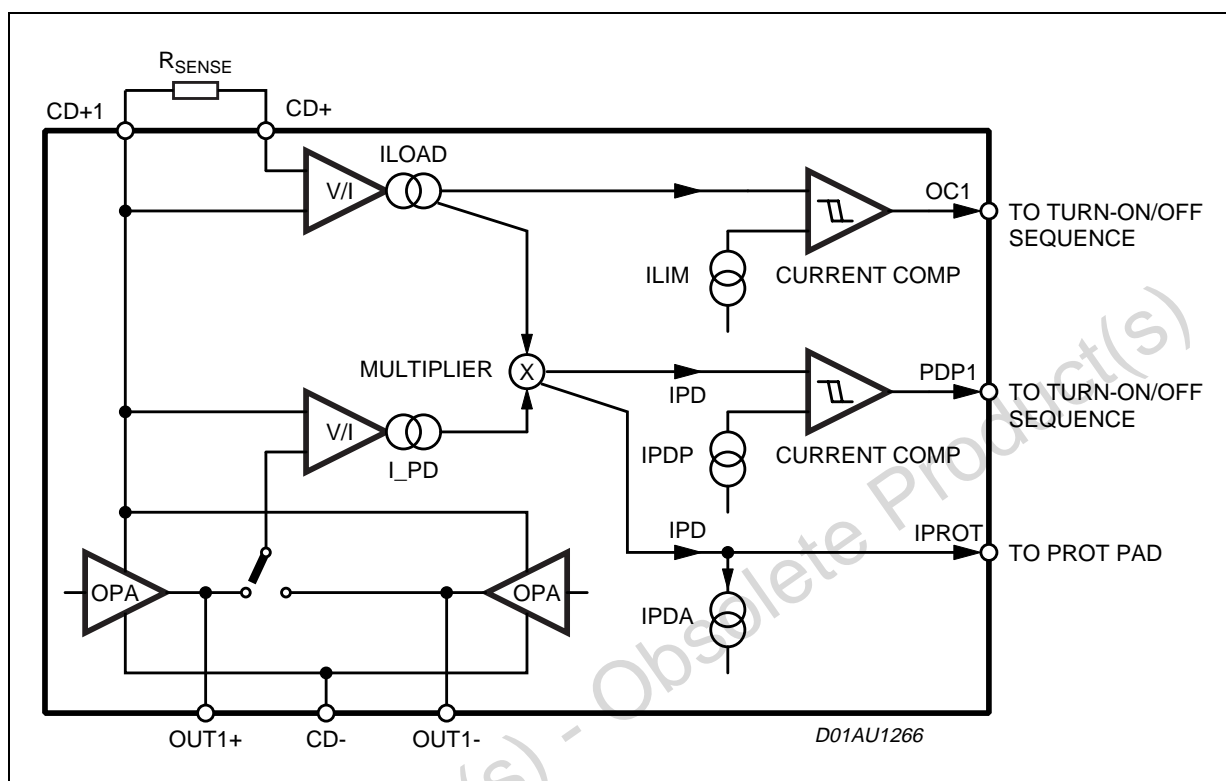 RSENSE
CD+1
CD+
ILOAD
V/I
OC1
TO TURN-ON/OFF
SEQUENCE
ILIM
CURRENT COMP
MULTIPLIER
X
IPD
PDP1
TO TURN-ON/OFF
SEQUENCE
V/I
I_PD
IPDP
CURRENT COMP
IPD
IPROT
TO PROT PAD
OPA
OPA
IPDA
OUT1+
CD-
OUT1-
D01AU1266
(s) - Obsolete Product(s)